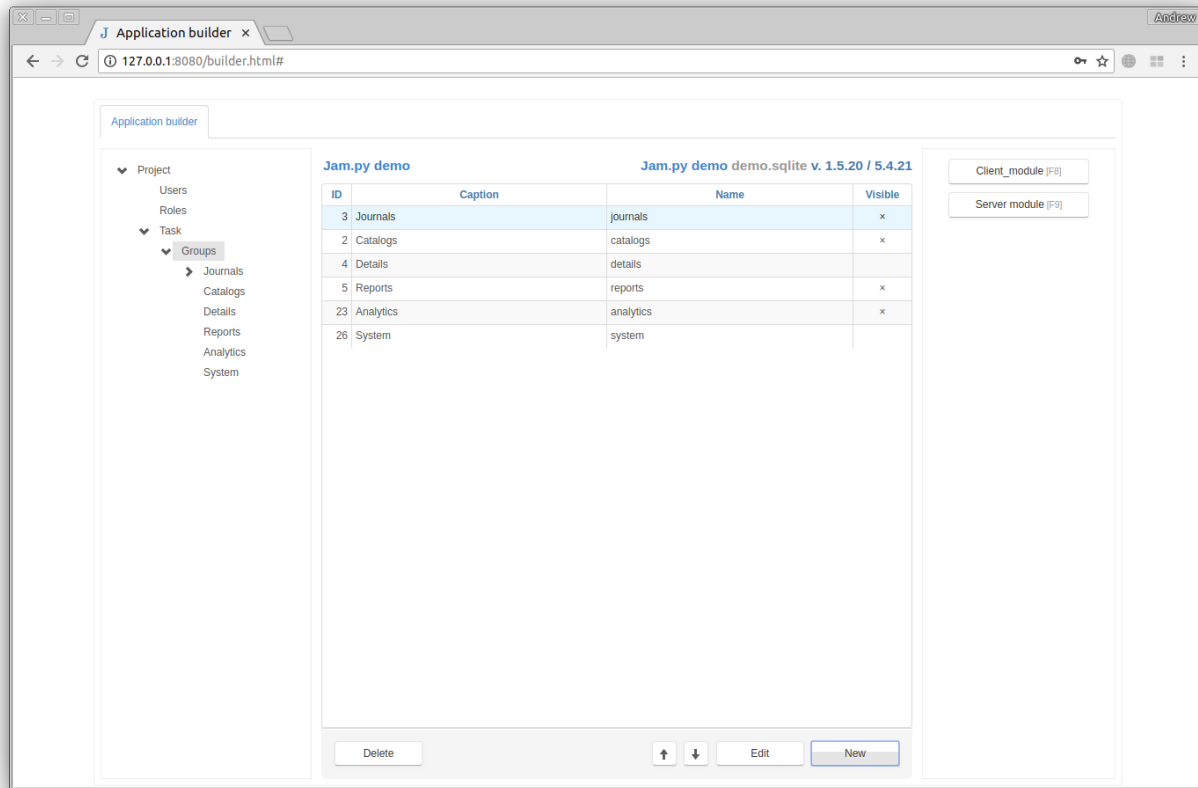 Andrew
J Application builder ×
127.0.0.1:8080/builder.html#
Application builder
Project
Users
Roles
Task
Groups
Journals
Catalogs
Details
Reports
Analytics
System
Jam.py demo
Jam.py demo demo.sqlite v. 1.5.20 / 5.4.21
ID Caption Name Visible
3 Journals journals ×
2 Catalogs catalogs ×
4 Details details
5 Reports reports ×
23 Analytics analytics ×
26 System system
Delete
Edit
New
Client_module [F8]
Server module [F9]